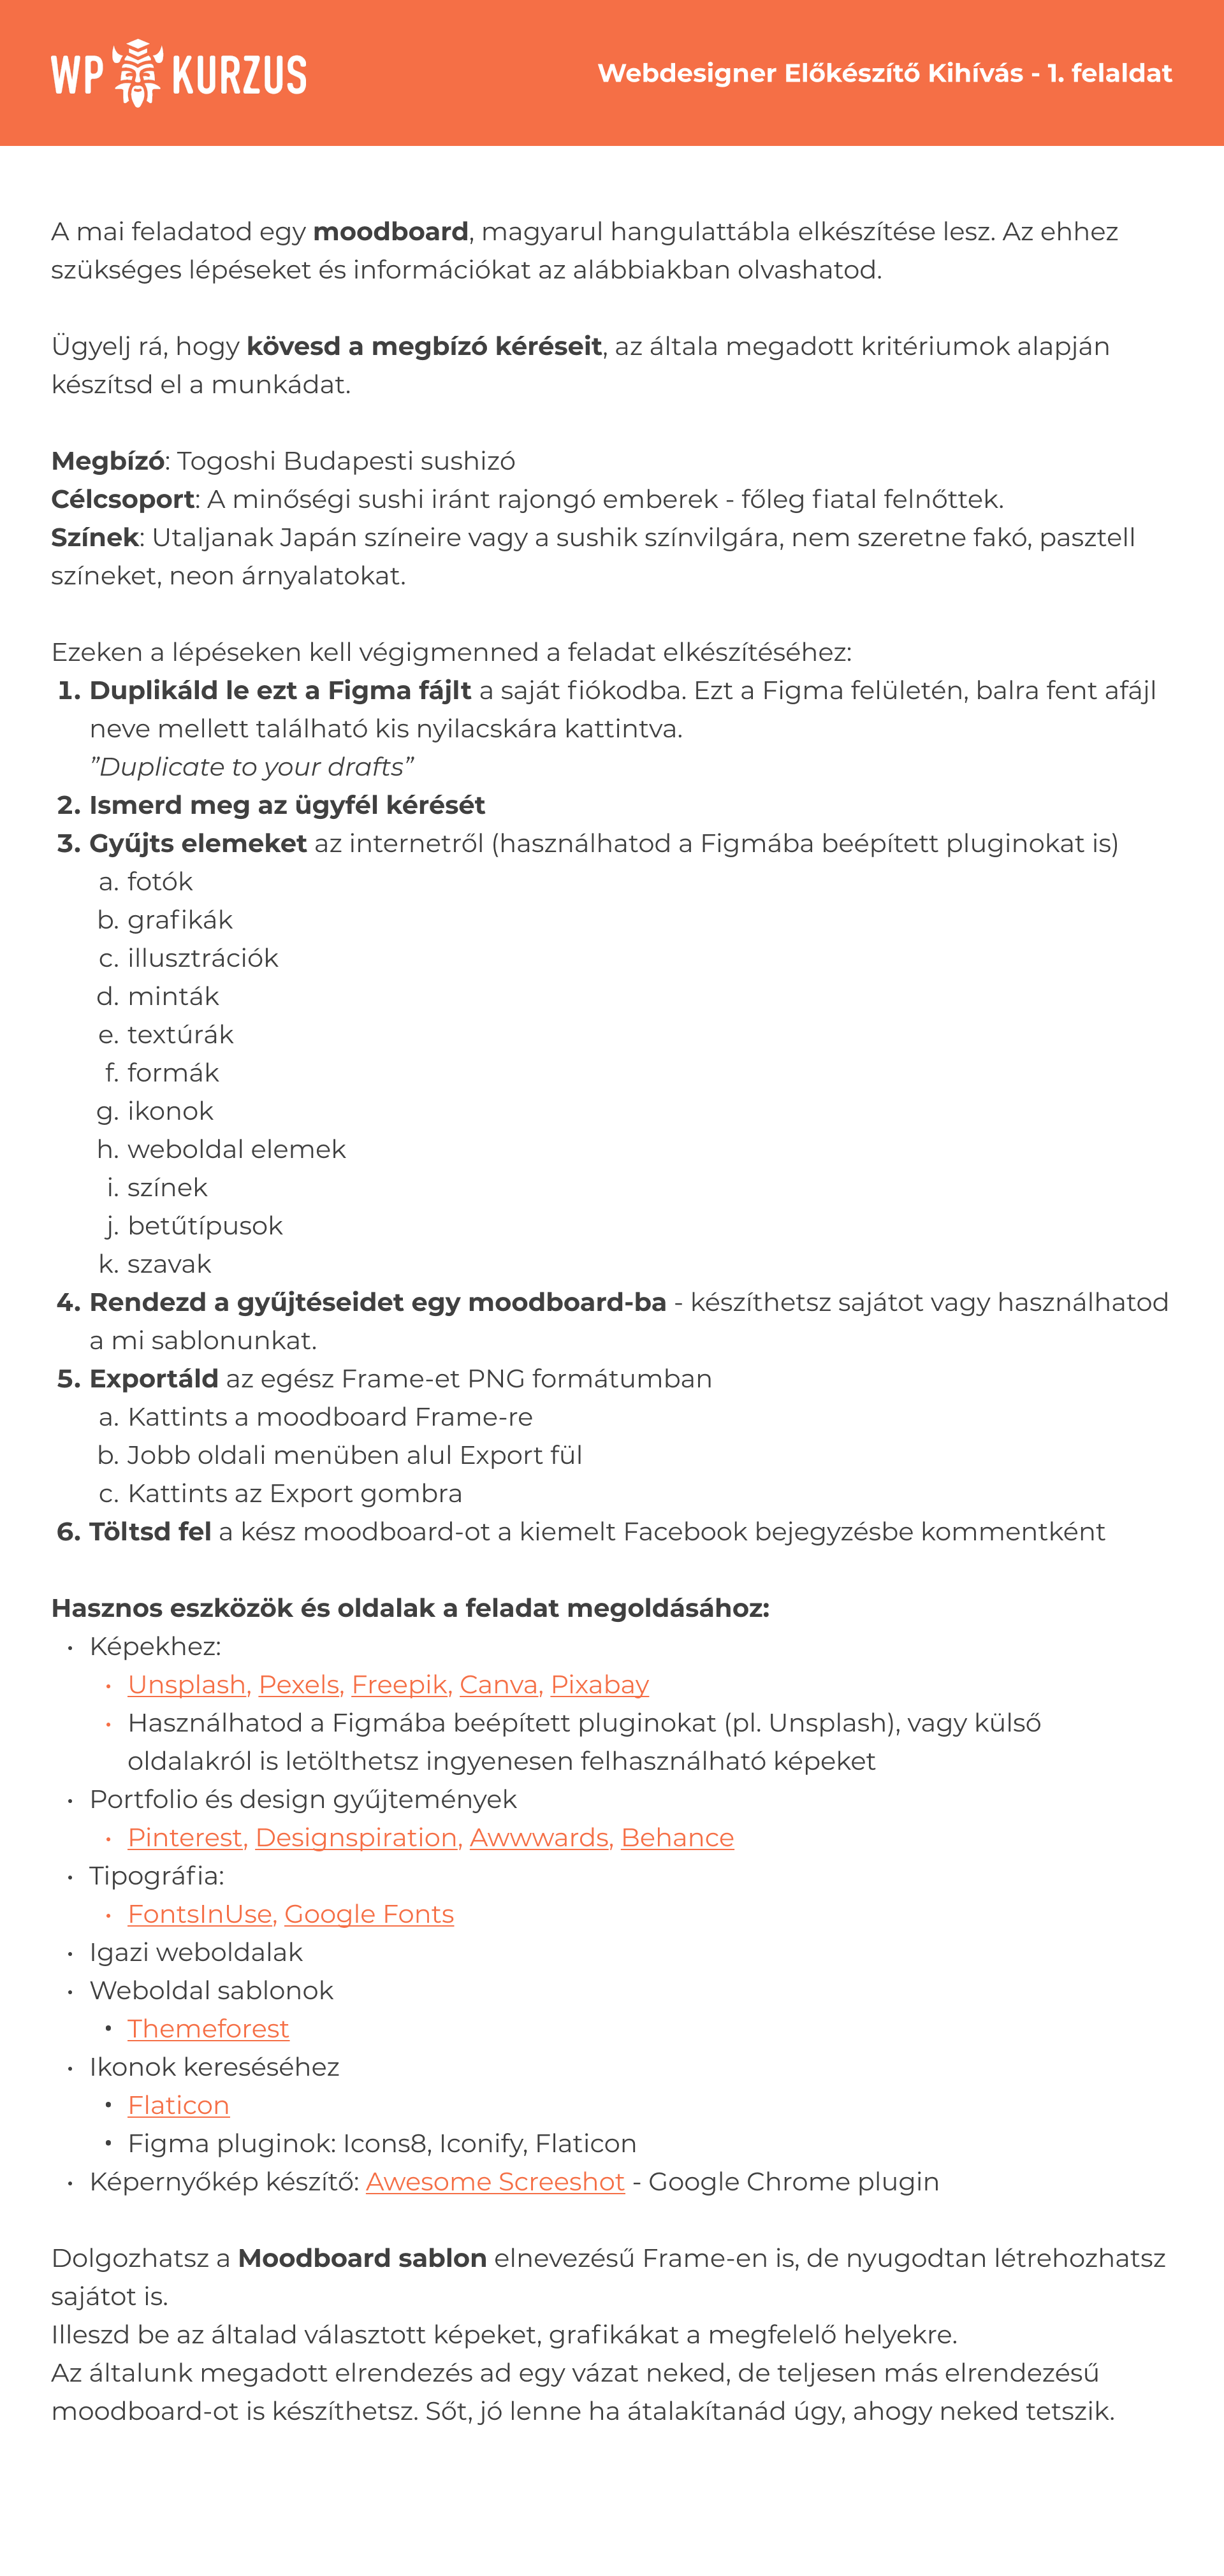 WP KURZUS
Webdesigner Előkészítő Kihívás - 1. felaldat
A mai feladatod egy moodboard, magyarul hangulattábla elkészítése lesz. Az ehhez
szükséges lépéseket és információkat az alábbiakban olvashatod.
Ügyelj rá, hogy kövesd a megbízó kéréseit, az általa megadott kritériumok alapján
készítsd el a munkádat.
Megbízó: Togoshi Budapesti sushizó
Célcsoport: A minőségi sushi iránt rajongó emberek - főleg fiatal felnőttek.
Színek: Utaljanak Japán színeire vagy a sushik színvilgára, nem szeretne fakó, pasztell
színeket, neon árnyalatokat.
Ezeken a lépéseken kell végigmenned a feladat elkészítéséhez:
1. Duplikáld le ezt a Figma fájlt a saját fiókodba. Ezt a Figma felületén, balra fent afájl
neve mellett található kis nyilacskára kattintva.
”Duplicate to your drafts”
2. Ismerd meg az ügyfél kérését
3. Gyűjts elemeket az internetről (használhatod a Figmába beépített pluginokat is)
a. fotók
b. grafikák
c. illusztrációk
d. minták
e. textúrák
f. formák
g. ikonok
h. weboldal elemek
i. színek
j. betűtípusok
k. szavak
4. Rendezd a gyűjtéseidet egy moodboard-ba - készíthetsz sajátot vagy használhatod
a mi sablonunkat.
5. Exportáld az egész Frame-et PNG formátumban
a. Kattints a moodboard Frame-re
b. Jobb oldali menüben alul Export fül
c. Kattints az Export gombra
6. Töltsd fel a kész moodboard-ot a kiemelt Facebook bejegyzésbe kommentként
Hasznos eszközök és oldalak a feladat megoldásához:
• Képekhez:
• Unsplash, Pexels, Freepik, Canva, Pixabay
• Használhatod a Figmába beépített pluginokat (pl. Unsplash), vagy külső
oldalakról is letölthetsz ingyenesen felhasználható képeket
• Portfolio és design gyűjtemények
• Pinterest, Designspiration, Awwwards, Behance
• Tipográfia:
• FontsInUse, Google Fonts
• Igazi weboldalak
• Weboldal sablonok
• Themeforest
• Ikonok kereséséhez
• Flaticon
• Figma pluginok: Icons8, Iconify, Flaticon
• Képernyőkép készítő: Awesome Screeshot - Google Chrome plugin
Dolgozhatsz a Moodboard sablon elnevezésű Frame-en is, de nyugodtan létrehozhatsz
sajátot is.
Illeszd be az általad választott képeket, grafikákat a megfelelő helyekre.
Az általunk megadott elrendezés ad egy vázat neked, de teljesen más elrendezésű
moodboard-ot is készíthetsz. Sőt, jó lenne ha átalakítanád úgy, ahogy neked tetszik.